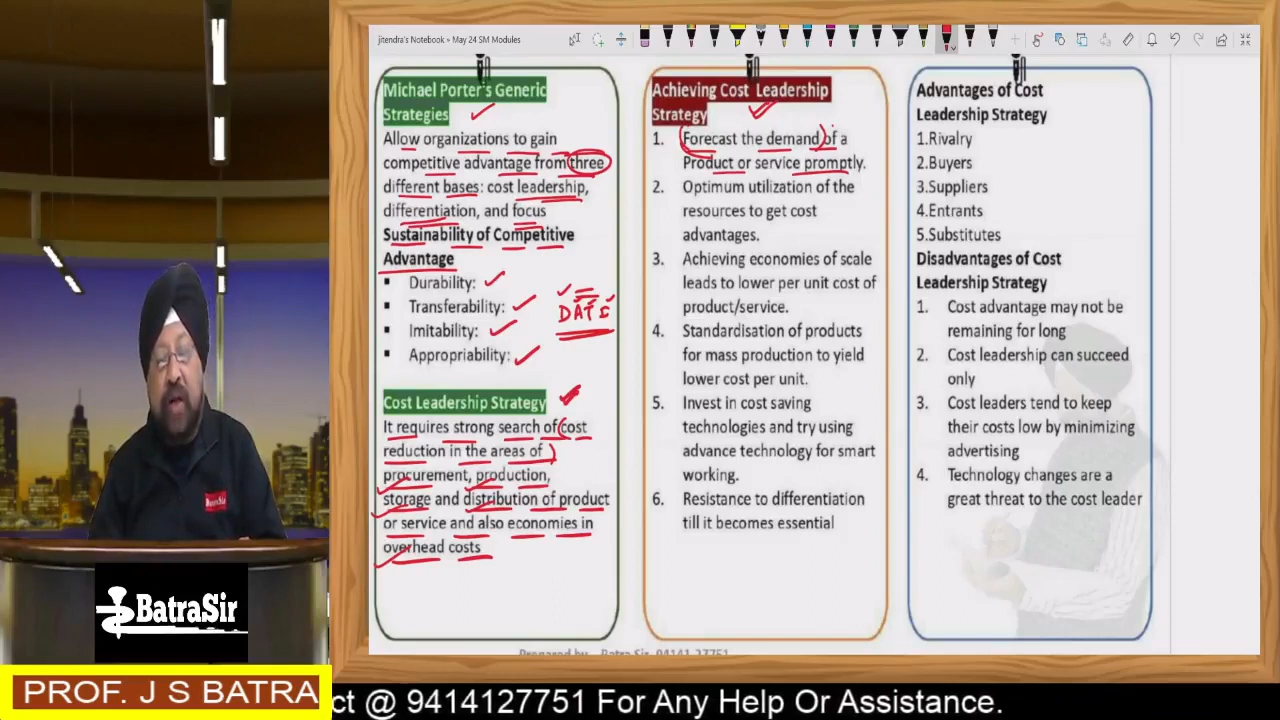 jitendra's Notebook » May 24 SM Modules
Michael Porter's Generic
Strategies
Allow organizations to gain
competitive advantage from three
different bases: cost leadership,
differentiation, and focus
Sustainability of Competitive
Advantage
▪ Durability:
▪ Transferability:
▪ Imitability:
▪ Appropriability:
DATI
Cost Leadership Strategy
It requires strong search of cost
reduction in the areas of
procurement, production,
storage and distribution of product
or service and also economies in
overhead costs
Achieving Cost Leadership
Strategy
1. Forecast the demand of a
Product or service promptly.
2. Optimum utilization of the
resources to get cost
advantages.
3. Achieving economies of scale
leads to lower per unit cost of
product/service.
4. Standardisation of products
for mass production to yield
lower cost per unit.
5. Invest in cost saving
technologies and try using
advance technology for smart
working.
6. Resistance to differentiation
till it becomes essential
Advantages of Cost
Leadership Strategy
1.Rivalry
2.Buyers
3.Suppliers
4.Entrants
5.Substitutes
Disadvantages of Cost
Leadership Strategy
1. Cost advantage may not be
remaining for long
2. Cost leadership can succeed
only
3. Cost leaders tend to keep
their costs low by minimizing
advertising
4. Technology changes are a
great threat to the cost leader
Prepared by Batra Sir 94141-27751
BatraSir
PROF. J S BATRA
ct @ 9414127751 For Any Help Or Assistance.